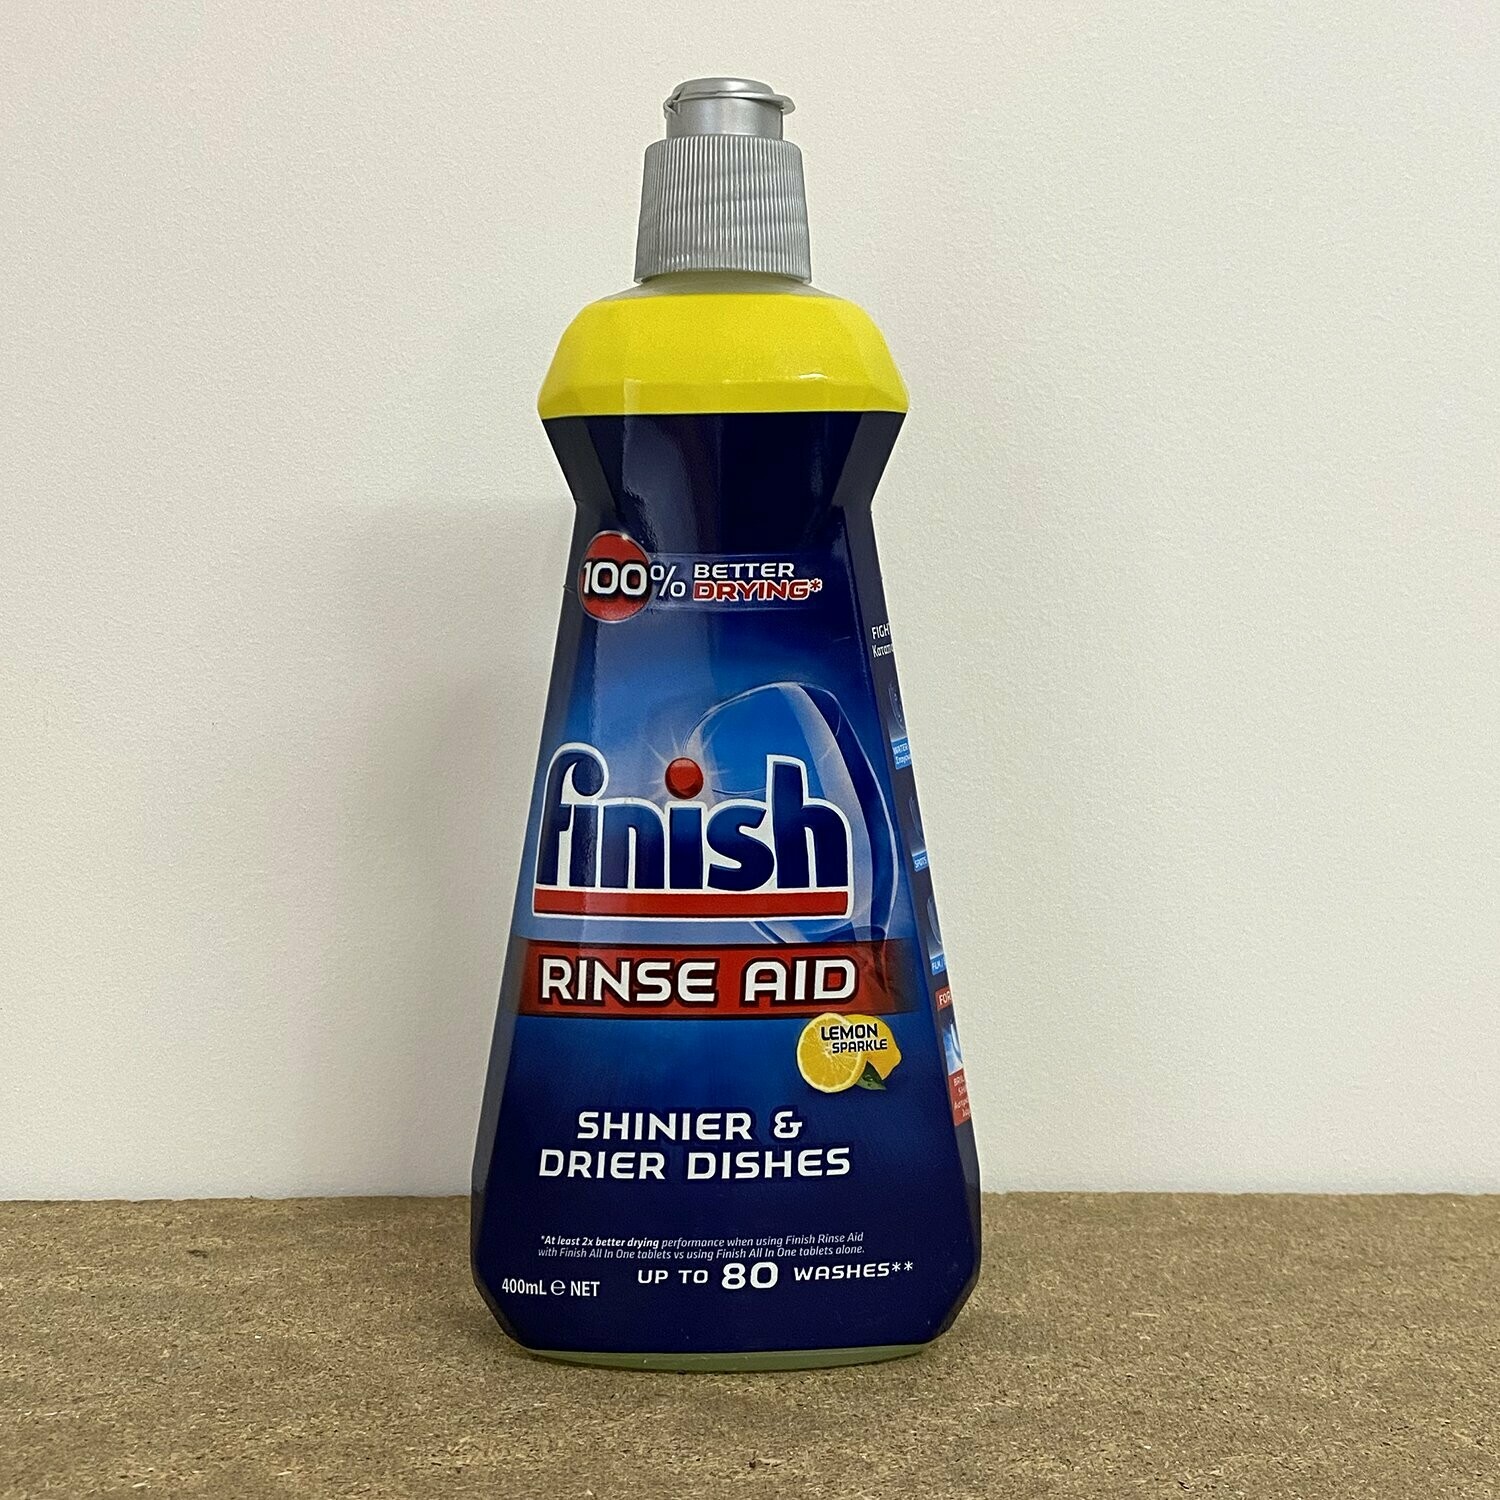 100% BETTER
DRYING*
finish
RINSE AID
LEMON
SPARKLE
SHINIER &
DRIER DISHES
*At least 2x better drying performance when using Finish Rinse Aid
with Finish All In One tablets vs using Finish All In One tablets alone.
400mL ℮ NET
UP TO 80 WASHES**
SPOTS